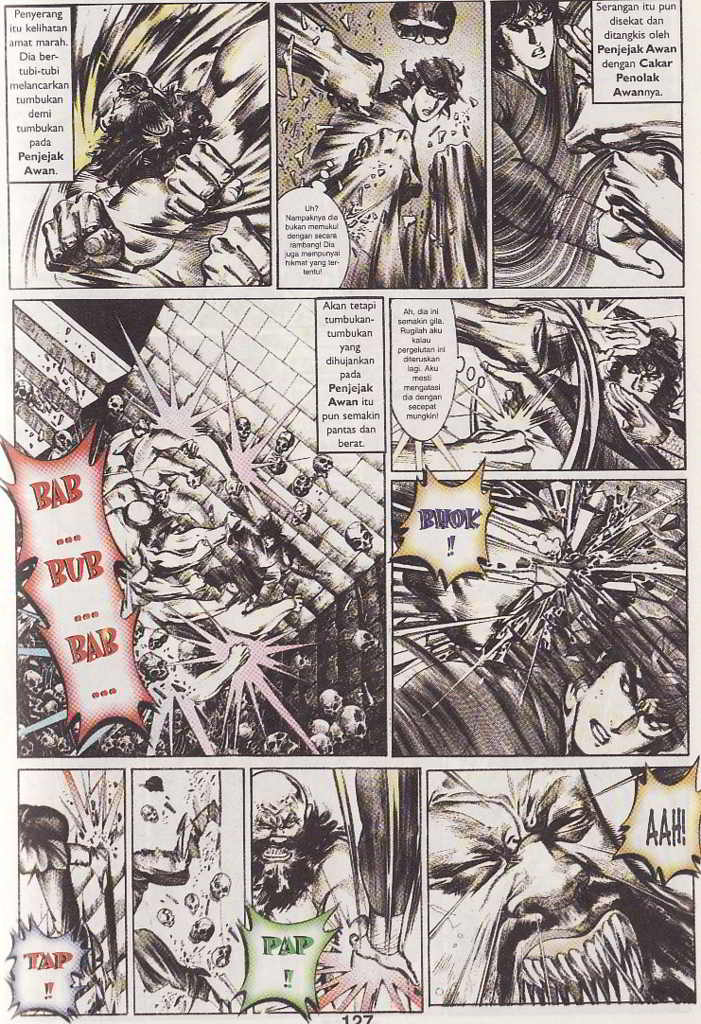 Penyerang
itu kelihatan
amat marah.
Dia ber-
tubi-tubi
melancarkan
tumbukan
demi
tumbukan
pada
Penjejak
Awan.
Uh?
Nampaknya dia
bukan memukul
dengan secara
rambang! Dia
juga mempunyai
hikmat yang ter-
tentu!
Serangan itu pun
disekat dan
ditangkis oleh
Penjejak Awan
dengan Cakar
Penolak
Awannya.
Akan tetapi
tumbukan-
tumbukan
yang
dihujankan
pada
Penjejak
Awan itu
pun semakin
pantas dan
berat.
BAB
...
BUB
...
BAB
...
Ah, dia ini
semakin gila.
Rugilah aku
kalau
pergelutan ini
diteruskan
lagi. Aku
mesti
mengatasi
dia dengan
secepat
mungkin!
POP
BHOK
!
TAP
!!
PAP
!
AAH!
127